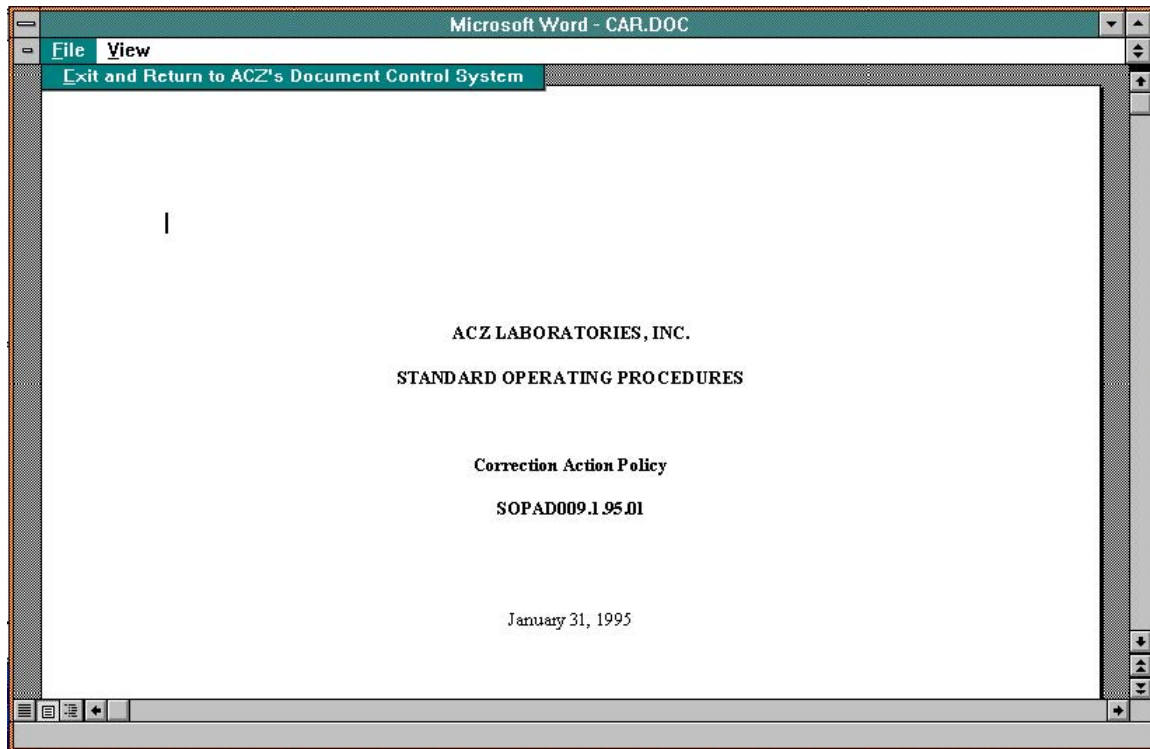 Microsoft Word - CAR.DOC
File View
Exit and Return to ACZ's Document Control System
ACZ LABORATORIES, INC.
STANDARD OPERATING PROCEDURES
Correction Action Policy
SOPAD009.1.95.01
January 31, 1995